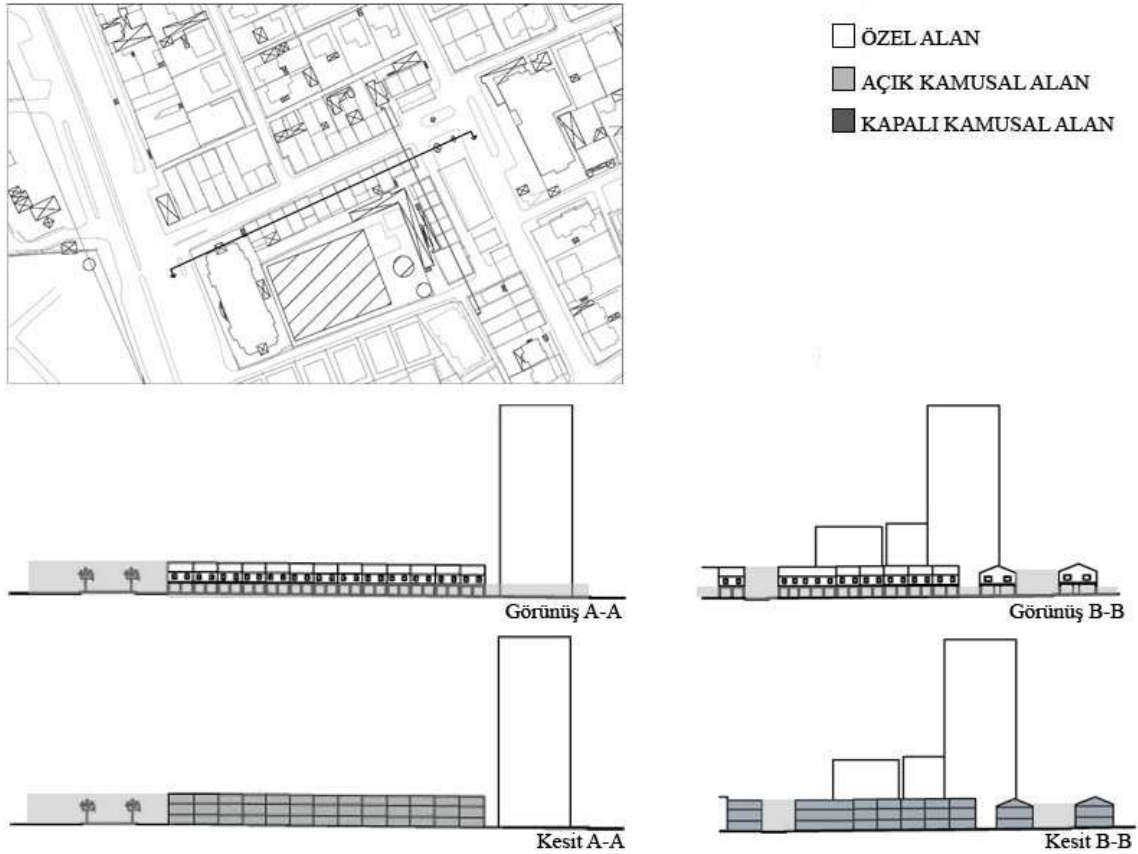 ÖZEL ALAN
AÇIK KAMUSAL ALAN
KAPALI KAMUSAL ALAN
Görünüş A-A
Görünüş B-B
Kesit A-A
Kesit B-B